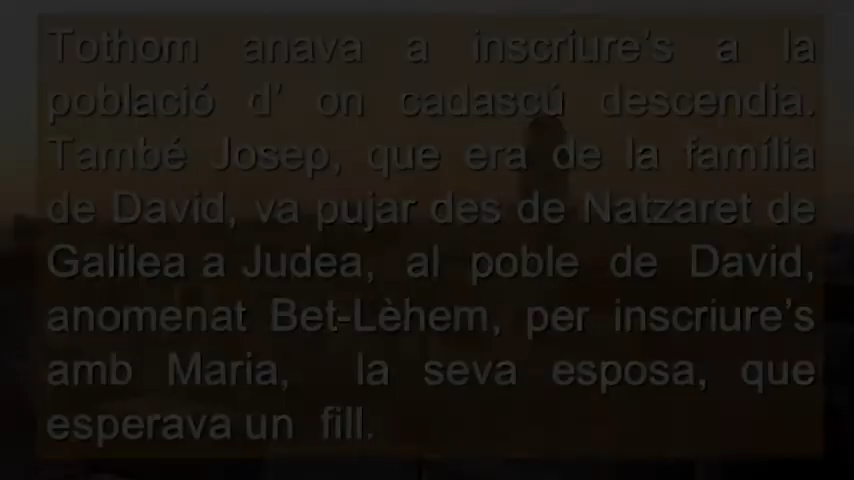 Tothom anava a inscriure's a la
població d' on cadascú descendia.
També Josep, que era de la família
de David, va pujar des de Natzaret de
Galilea a Judea, al poble de David,
anomenat Bet-Lèhem, per inscriure's
amb Maria, la seva esposa, que
esperava un fill.